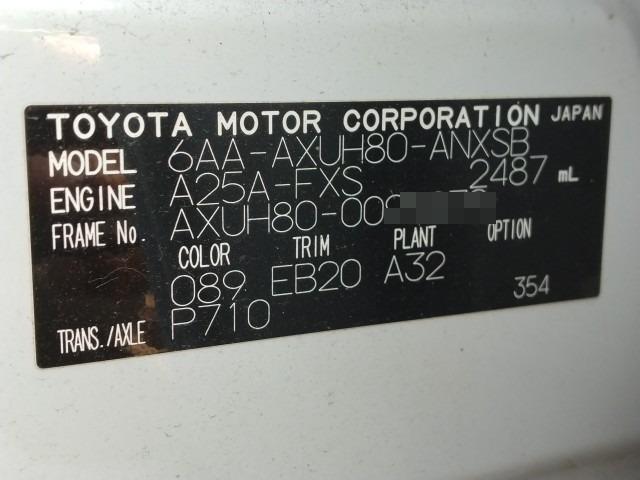 TOYOTA MOTOR CORPORATION JAPAN
MODEL 6AA-AXUH80-ANXSB
ENGINE A25A-FXS 2487 mL
FRAME No. AXUH80-00
COLOR TRIM PLANT OPTION
089 EB20 A32 354
TRANS./AXLE P710